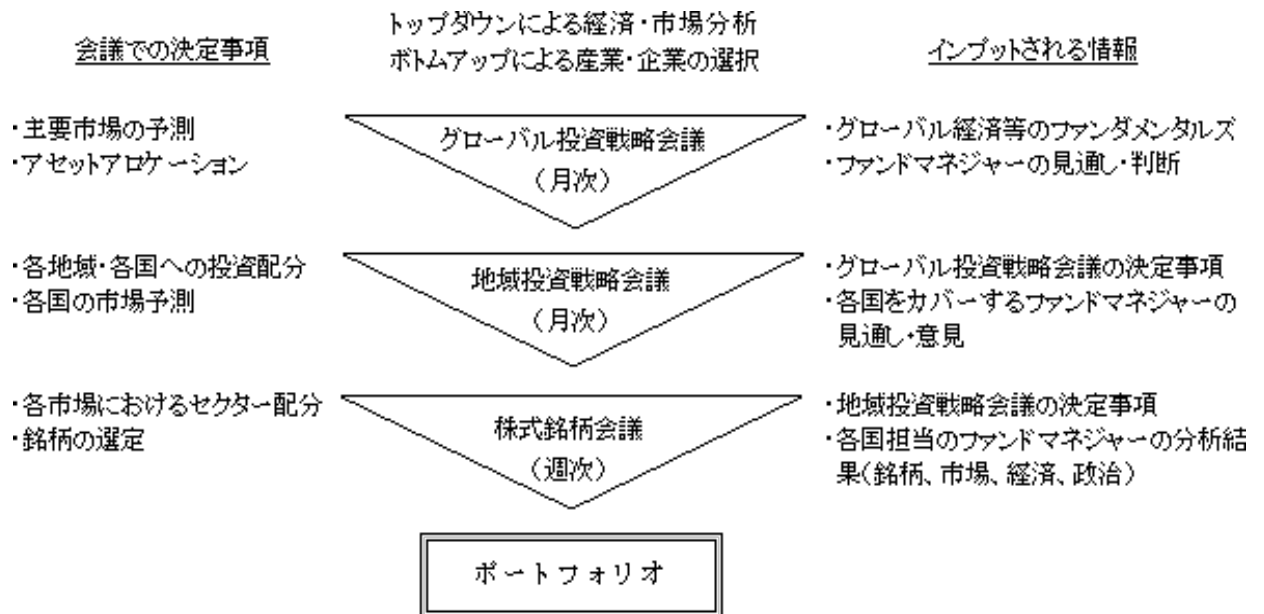 会議での決定事項
トップダウンによる経済・市場分析
ボトムアップによる産業・企業の選択
インプットされる情報
・主要市場の予測
・アセットアロケーション
グローバル投資戦略会議
（月次）
・グローバル経済等のファンダメンタルズ
・ファンドマネジャーの見通し・判断
・各地域・各国への投資配分
・各国の市場予測
地域投資戦略会議
（月次）
・グローバル投資戦略会議の決定事項
・各国をカバーするファンドマネジャーの
見通し・意見
・各市場におけるセクター配分
・銘柄の選定
株式銘柄会議
（週次）
・地域投資戦略会議の決定事項
・各国担当のファンドマネジャーの分析結
果（銘柄、市場、経済、政治）
ポートフォリオ